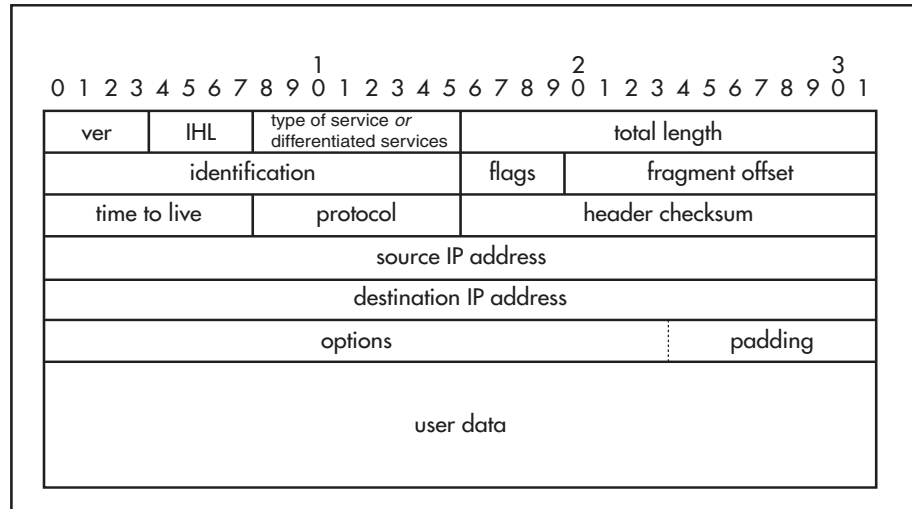 1 2 3
0 1 2 3 4 5 6 7 8 9 0 1 2 3 4 5 6 7 8 9 0 1 2 3 4 5 6 7 8 9 0 1
ver IHL type of service or differentiated services total length
identification flags fragment offset
time to live protocol header checksum
source IP address
destination IP address
options padding
user data